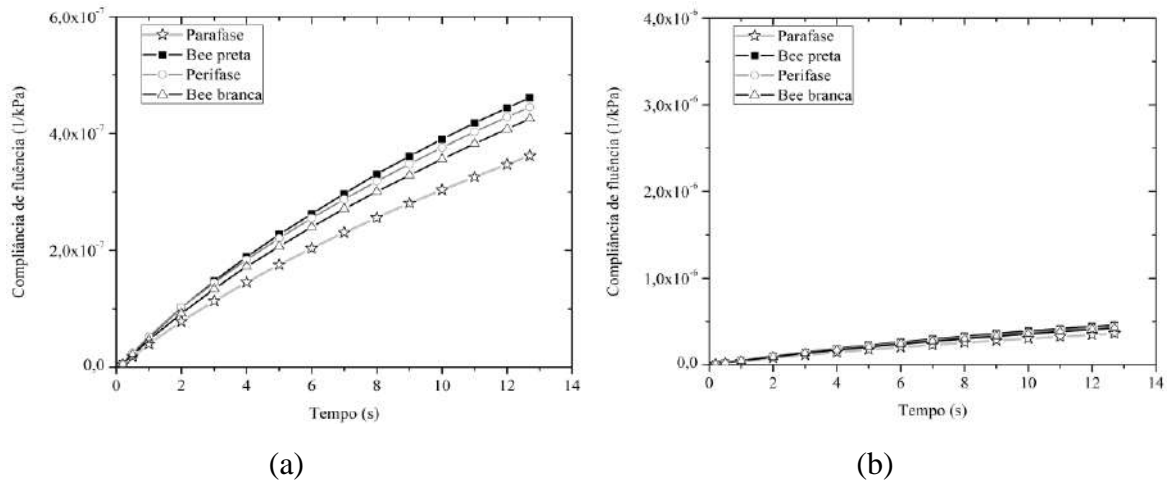 6,0x10⁻⁷
Parafase
Bee preta
Perifase
Bee branca
4,0x10⁻⁷
2,0x10⁻⁷
0,0
Compliância de fluência (1/kPa)
0 2 4 6 8 10 12 14
Tempo (s)
(a)
4,0x10⁻⁶
Parafase
Bee preta
Perifase
Bee branca
3,0x10⁻⁶
2,0x10⁻⁶
1,0x10⁻⁶
0,0
Compliância de fluência (1/kPa)
0 2 4 6 8 10 12 14
Tempo (s)
(b)